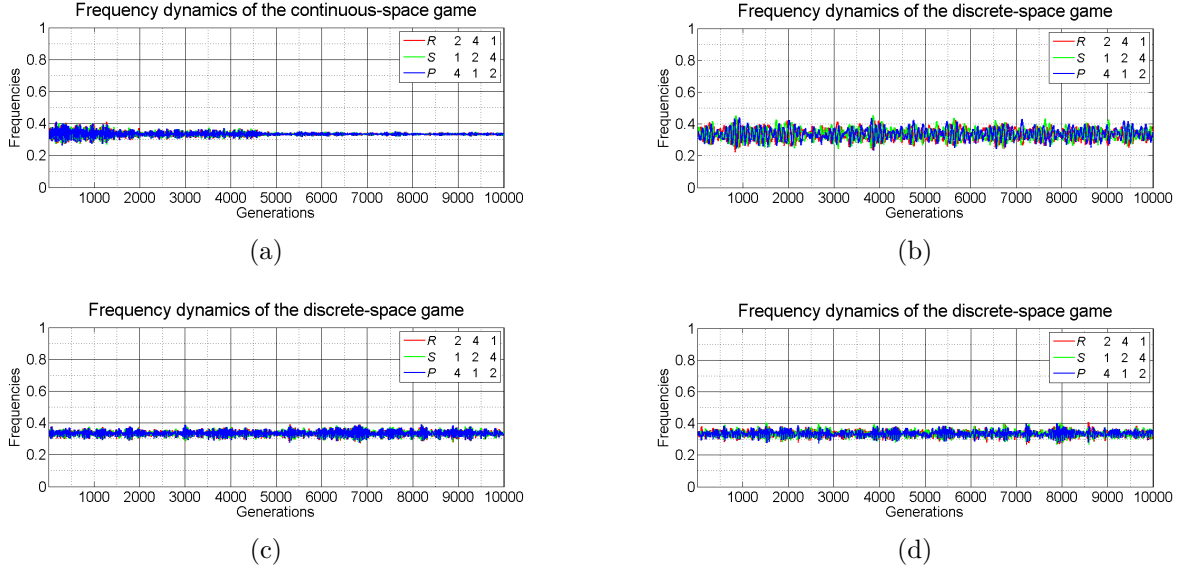 Frequency dynamics of the continuous-space game
1
0.8
0.6
0.4
0.2
0
Frequencies
R 2 4 1
S 1 2 4
P 4 1 2
1000 2000 3000 4000 5000 6000 7000 8000 9000 10000
Generations
(a)
Frequency dynamics of the discrete-space game
1
0.8
0.6
0.4
0.2
0
Frequencies
R 2 4 1
S 1 2 4
P 4 1 2
1000 2000 3000 4000 5000 6000 7000 8000 9000 10000
Generations
(b)
Frequency dynamics of the discrete-space game
1
0.8
0.6
0.4
0.2
0
Frequencies
R 2 4 1
S 1 2 4
P 4 1 2
1000 2000 3000 4000 5000 6000 7000 8000 9000 10000
Generations
(c)
Frequency dynamics of the discrete-space game
1
0.8
0.6
0.4
0.2
0
Frequencies
R 2 4 1
S 1 2 4
P 4 1 2
1000 2000 3000 4000 5000 6000 7000 8000 9000 10000
Generations
(d)